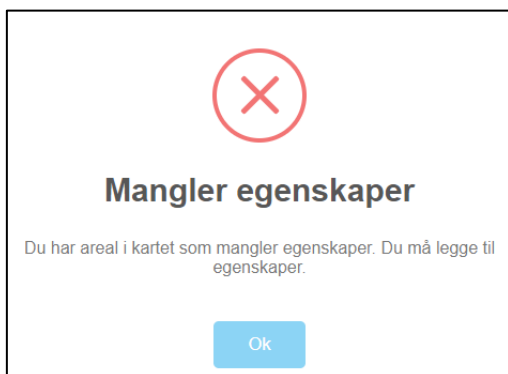 Mangler egenskaper
Du har areal i kartet som mangler egenskaper. Du må legge til
egenskaper.
Ok